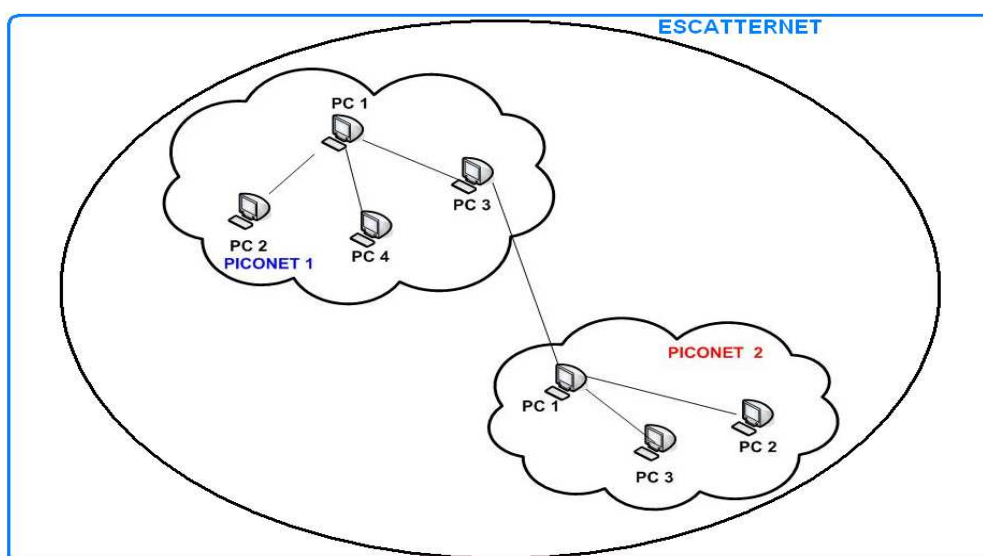 ESCATTERNET
PC 1
PC 3
PC 2
PC 4
PICONET 1
PICONET 2
PC 1
PC 2
PC 3